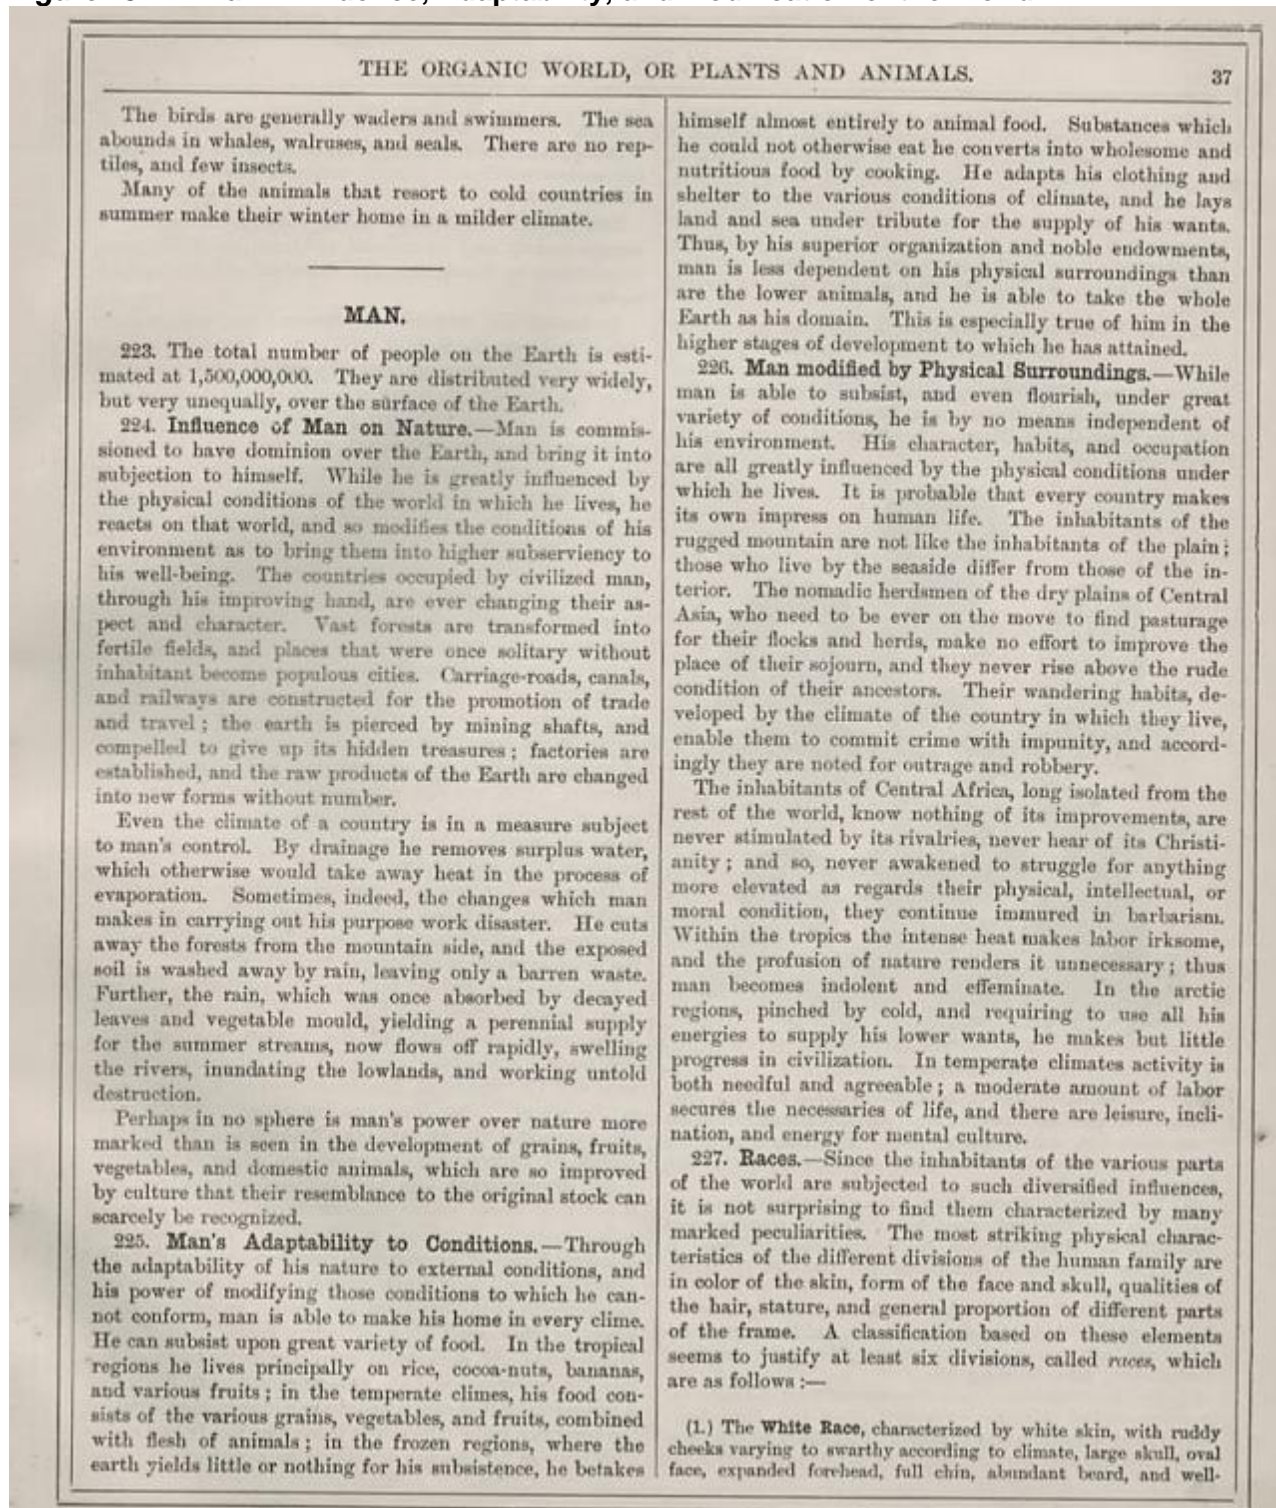 THE ORGANIC WORLD, OR PLANTS AND ANIMALS.
37
The birds are generally waders and swimmers. The sea
abounds in whales, walruses, and seals. There are no rep-
tiles, and few insects.
Many of the animals that resort to cold countries in
summer make their winter home in a milder climate.
MAN.
223. The total number of people on the Earth is esti-
mated at 1,500,000,000. They are distributed very widely,
but very unequally, over the surface of the Earth.
224. Influence of Man on Nature.—Man is commis-
sioned to have dominion over the Earth, and bring it into
subjection to himself. While he is greatly influenced by
the physical conditions of the world in which he lives, he
reacts on that world, and so modifies the conditions of his
environment as to bring them into higher subserviency to
his well-being. The countries occupied by civilized man,
through his improving hand, are ever changing their as-
pect and character. Vast forests are transformed into
fertile fields, and places that were once solitary without
inhabitant become populous cities. Carriage-roads, canals,
and railways are constructed for the promotion of trade
and travel; the earth is pierced by mining shafts, and
compelled to give up its hidden treasures; factories are
established, and the raw products of the Earth are changed
into new forms without number.
Even the climate of a country is in a measure subject
to man's control. By drainage he removes surplus water,
which otherwise would take away heat in the process of
evaporation. Sometimes, indeed, the changes which man
makes in carrying out his purpose work disaster. He cuts
away the forests from the mountain side, and the exposed
soil is washed away by rain, leaving only a barren waste.
Further, the rain, which was once absorbed by decayed
leaves and vegetable mould, yielding a perennial supply
for the summer streams, now flows off rapidly, swelling
the rivers, inundating the lowlands, and working untold
destruction.
Perhaps in no sphere is man's power over nature more
marked than is seen in the development of grains, fruits,
vegetables, and domestic animals, which are so improved
by culture that their resemblance to the original stock can
scarcely be recognized.
225. Man's Adaptability to Conditions.—Through
the adaptability of his nature to external conditions, and
his power of modifying those conditions to which he can-
not conform, man is able to make his home in every clime.
He can subsist upon great variety of food. In the tropical
regions he lives principally on rice, cocoa-nuts, bananas,
and various fruits; in the temperate climes, his food con-
sists of the various grains, vegetables, and fruits, combined
with flesh of animals; in the frozen regions, where the
earth yields little or nothing for his subsistence, he betakes
himself almost entirely to animal food. Substances which
he could not otherwise eat he converts into wholesome and
nutritious food by cooking. He adapts his clothing and
shelter to the various conditions of climate, and he lays
land and sea under tribute for the supply of his wants.
Thus, by his superior organization and noble endowments,
man is less dependent on his physical surroundings than
are the lower animals, and he is able to take the whole
Earth as his domain. This is especially true of him in the
higher stages of development to which he has attained.
226. Man modified by Physical Surroundings.—While
man is able to subsist, and even flourish, under great
variety of conditions, he is by no means independent of
his environment. His character, habits, and occupation
are all greatly influenced by the physical conditions under
which he lives. It is probable that every country makes
its own impress on human life. The inhabitants of the
rugged mountain are not like the inhabitants of the plain;
those who live by the seaside differ from those of the in-
terior. The nomadic herdsmen of the dry plains of Central
Asia, who need to be ever on the move to find pasturage
for their flocks and herds, make no effort to improve the
place of their sojourn, and they never rise above the rude
condition of their ancestors. Their wandering habits, de-
veloped by the climate of the country in which they live,
enable them to commit crime with impunity, and accord-
ingly they are noted for outrage and robbery.
The inhabitants of Central Africa, long isolated from the
rest of the world, know nothing of its improvements, are
never stimulated by its rivalries, never hear of its Christi-
anity; and so, never awakened to struggle for anything
more elevated as regards their physical, intellectual, or
moral condition, they continue immured in barbarism.
Within the tropics the intense heat makes labor irksome,
and the profusion of nature renders it unnecessary; thus
man becomes indolent and effeminate. In the arctic
regions, pinched by cold, and requiring to use all his
energies to supply his lower wants, he makes but little
progress in civilization. In temperate climates activity is
both needful and agreeable; a moderate amount of labor
secures the necessaries of life, and there are leisure, incli-
nation, and energy for mental culture.
227. Races.—Since the inhabitants of the various parts
of the world are subjected to such diversified influences,
it is not surprising to find them characterized by many
marked peculiarities. The most striking physical charac-
teristics of the different divisions of the human family are
in color of the skin, form of the face and skull, qualities of
the hair, stature, and general proportion of different parts
of the frame. A classification based on these elements
seems to justify at least six divisions, called races, which
are as follows:—
(1.) The White Race, characterized by white skin, with ruddy
cheeks varying to swarthy according to climate, large skull, oval
face, expanded forehead, full chin, abundant beard, and well-